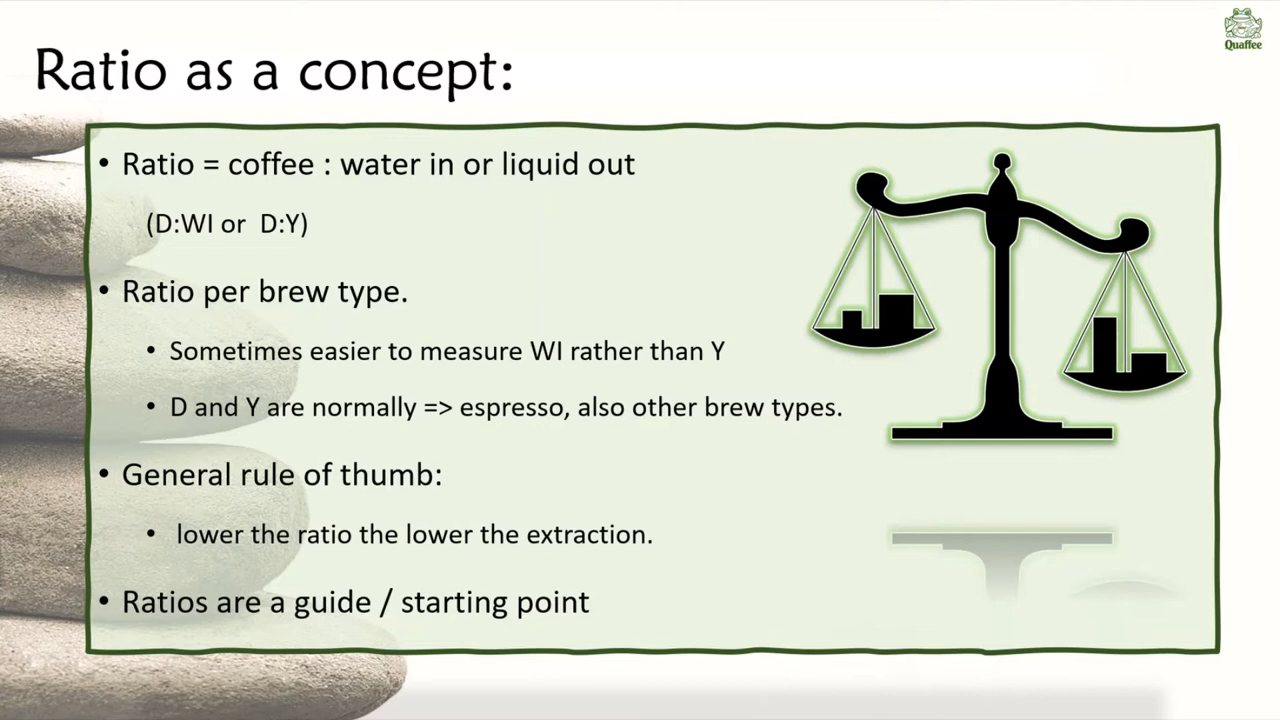 Quaffee
Ratio as a concept:
• Ratio = coffee : water in or liquid out
(D:WI or D:Y)
• Ratio per brew type.
• Sometimes easier to measure WI rather than Y
• D and Y are normally => espresso, also other brew types.
• General rule of thumb:
• lower the ratio the lower the extraction.
• Ratios are a guide / starting point